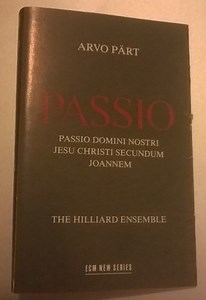 ARVO PÄRT
PASSIO
PASSIO DOMINI NOSTRI
JESU CHRISTI SECUNDUM
JOANNEM
THE HILLIARD ENSEMBLE
ECM NEW SERIES